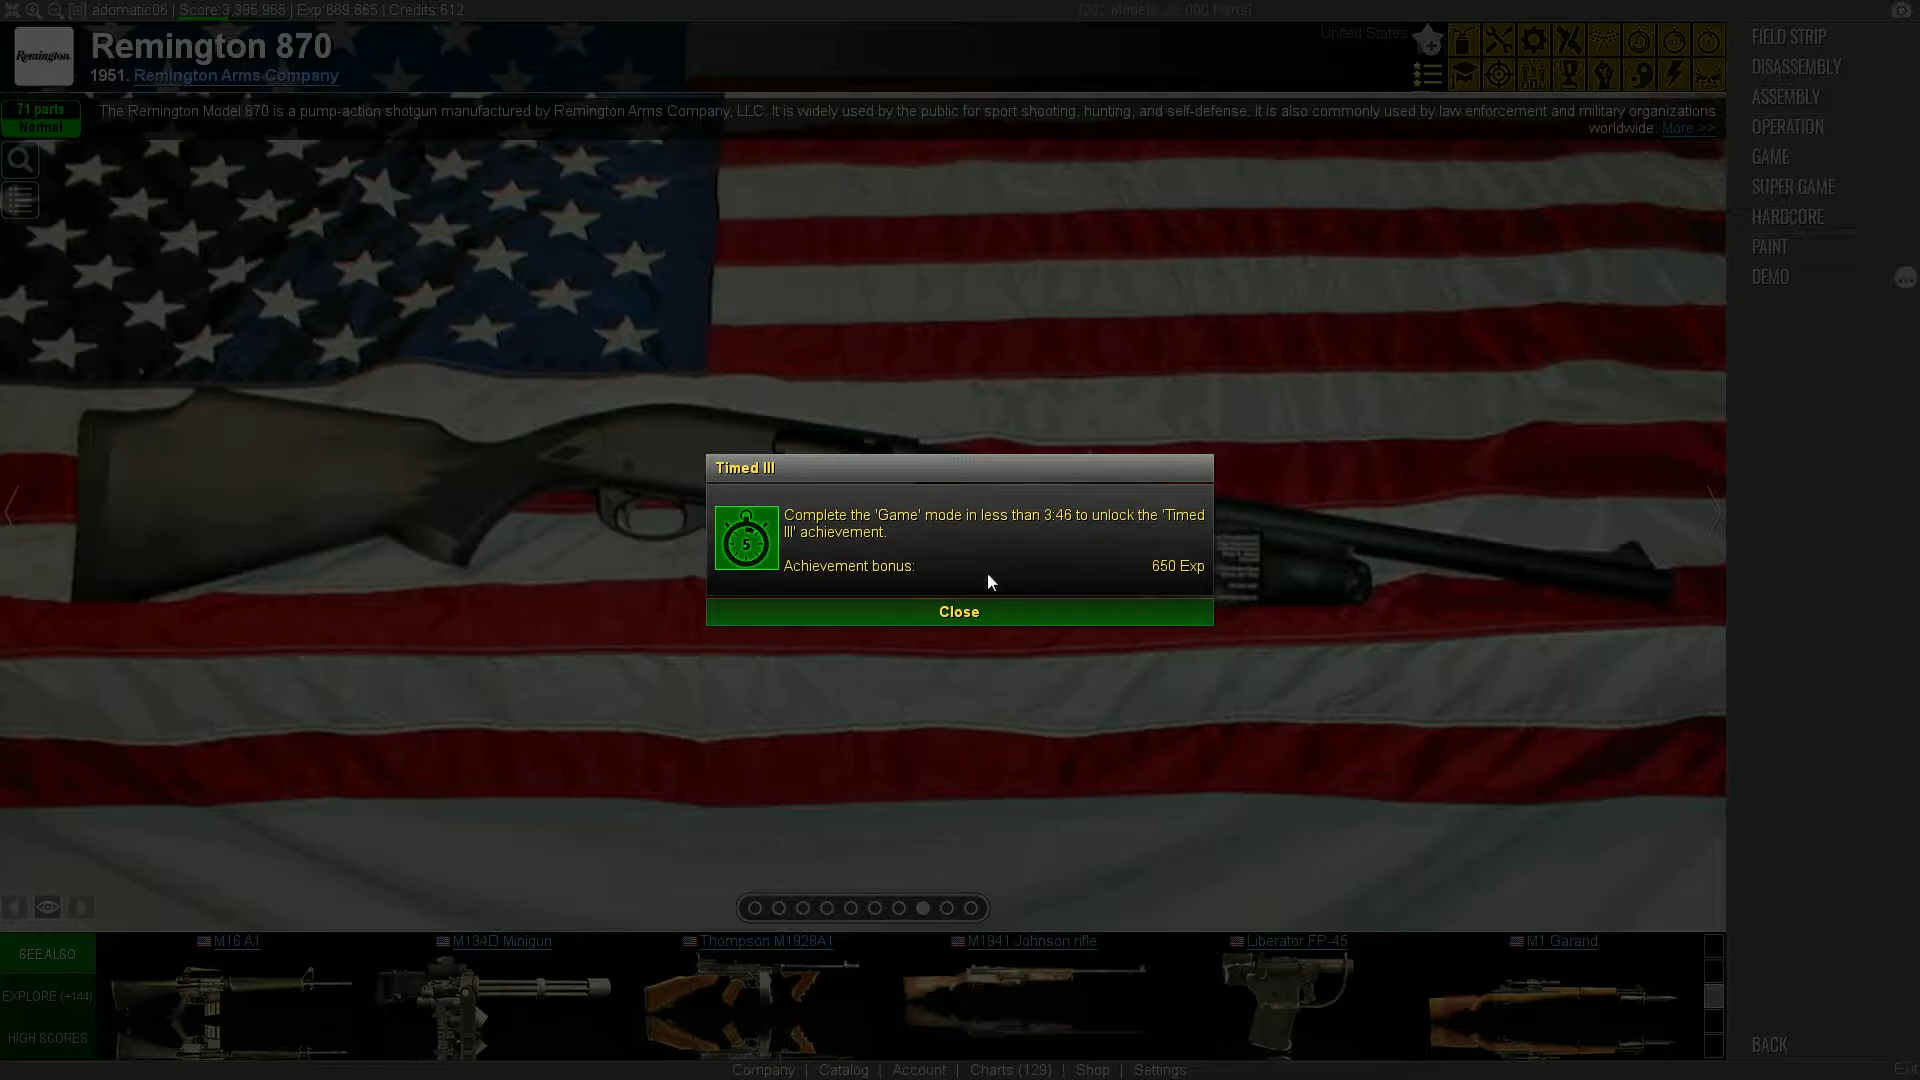 adomatic06 | Score:3,395,965 | Exp:669,665 | Credits:612
Remington
Remington 870
1951. Remington Arms Company
United States
71 parts
Normal
The Remington Model 870 is a pump-action shotgun manufactured by Remington Arms Company, LLC. It is widely used by the public for sport shooting, hunting, and self-defense. It is also commonly used by law enforcement and military organizations
worldwide. More >>
FIELD STRIP
DISASSEMBLY
ASSEMBLY
OPERATION
GAME
SUPER GAME
HARDCORE
PAINT
DEMO
Timed III
5
Complete the 'Game' mode in less than 3:46 to unlock the 'Timed
III' achievement.
Achievement bonus: 650 Exp
Close
SEE ALSO
EXPLORE (+144)
HIGH SCORES
M16 A1
M134D Minigun
Thompson M1928A1
M1941 Johnson rifle
Liberator FP-45
M1 Garand
BACK
Company | Catalog | Account | Charts (129) | Shop | Settings
Exit